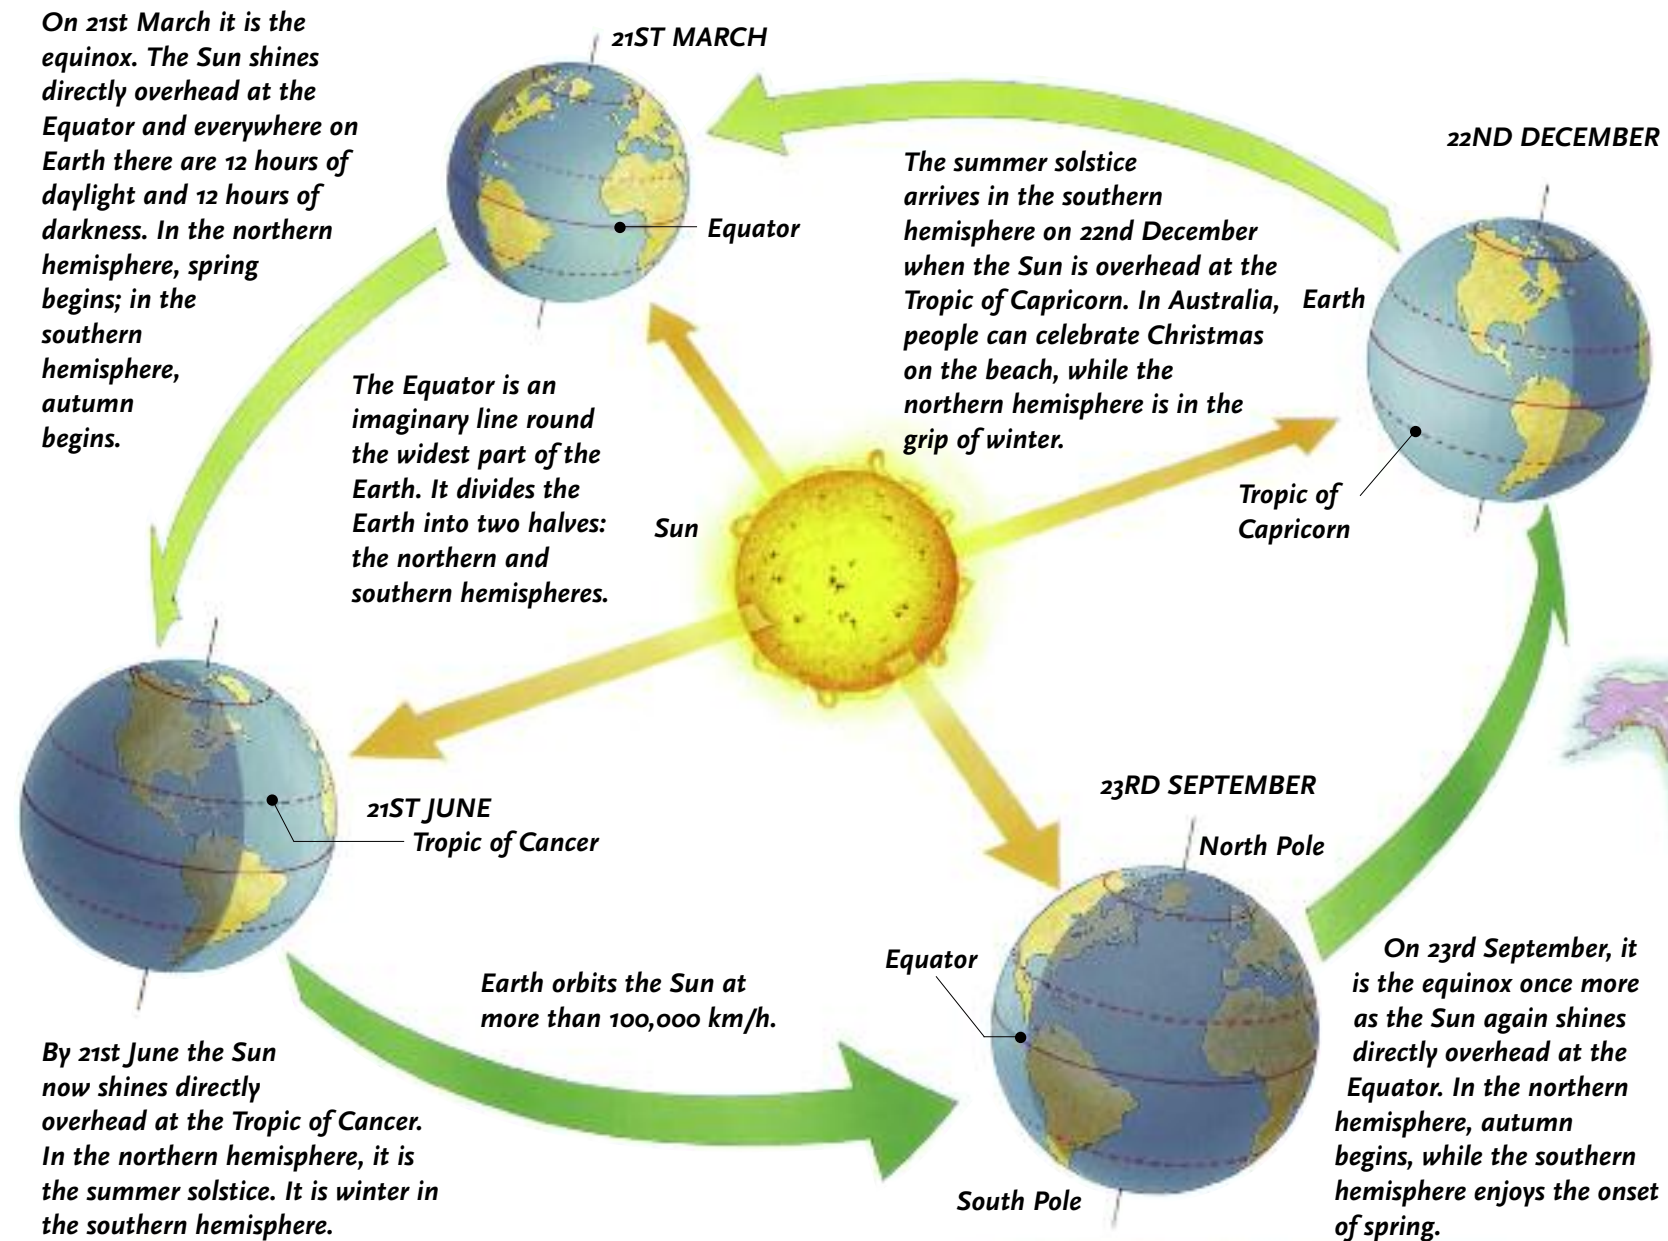 On 21st March it is the
equinox. The Sun shines
directly overhead at the
Equator and everywhere on
Earth there are 12 hours of
daylight and 12 hours of
darkness. In the northern
hemisphere, spring
begins; in the
southern
hemisphere,
autumn
begins.
21ST MARCH
Equator
The Equator is an
imaginary line round
the widest part of the
Earth. It divides the
Earth into two halves:
the northern and
southern hemispheres.
Sun
The summer solstice
arrives in the southern
hemisphere on 22nd December
when the Sun is overhead at the
Tropic of Capricorn. In Australia,
people can celebrate Christmas
on the beach, while the
northern hemisphere is in the
grip of winter.
22ND DECEMBER
Earth
Tropic of
Capricorn
21ST JUNE
Tropic of Cancer
By 21st June the Sun
now shines directly
overhead at the Tropic of Cancer.
In the northern hemisphere, it is
the summer solstice. It is winter in
the southern hemisphere.
Earth orbits the Sun at
more than 100,000 km/h.
23RD SEPTEMBER
North Pole
Equator
South Pole
On 23rd September, it
is the equinox once more
as the Sun again shines
directly overhead at the
Equator. In the northern
hemisphere, autumn
begins, while the southern
hemisphere enjoys the onset
of spring.